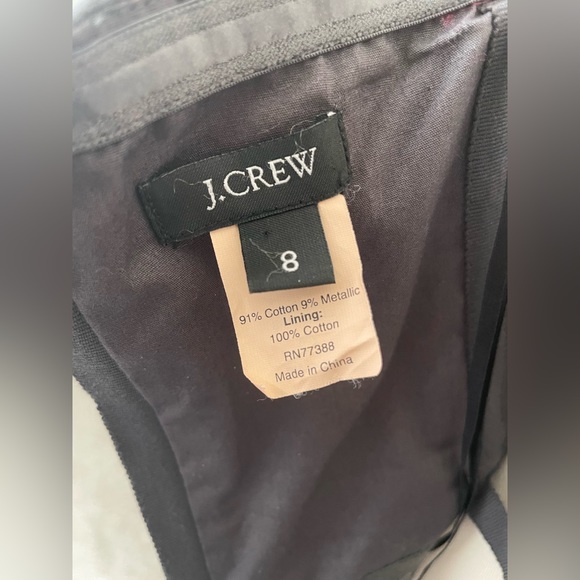 J.CREW
8
91% Cotton 9% Metallic
Lining:
100% Cotton
RN77388
Made in China